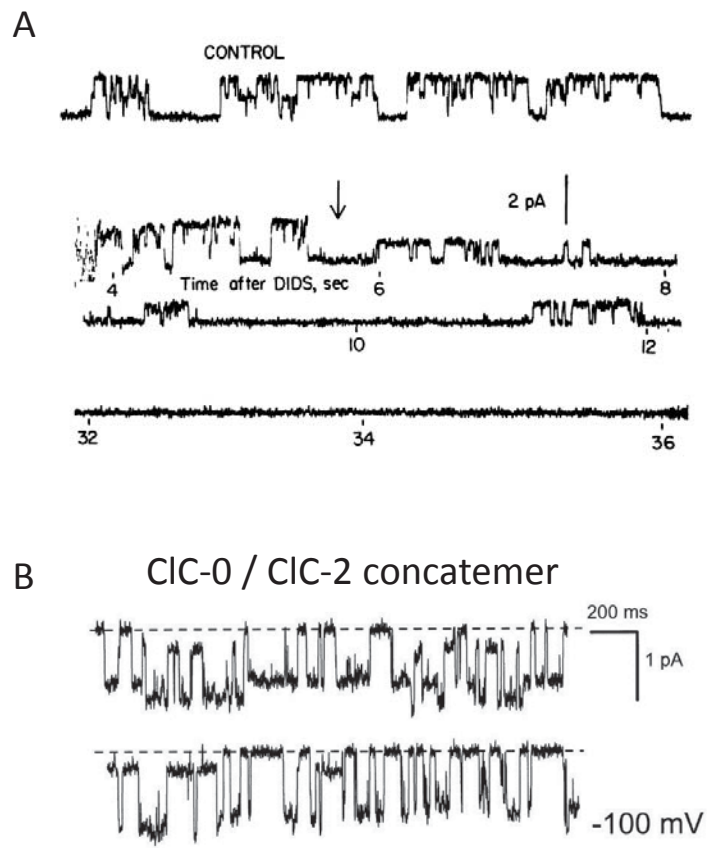 A
CONTROL
2 pA
4 Time after DIDS, sec 6 8
10 12
32 34 36
B ClC-0 / ClC-2 concatemer
200 ms
1 pA
-100 mV